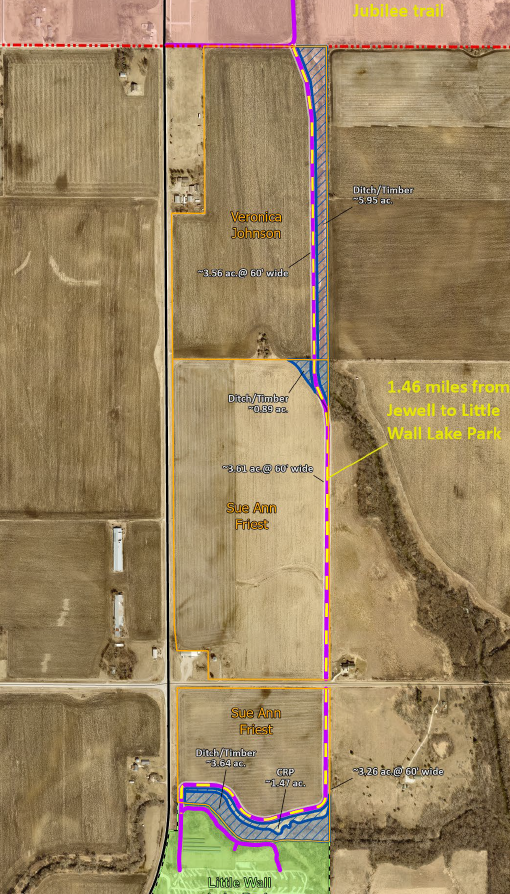 Jubilee trail
Ditch/Timber
~5.95 ac.
Veronica
Johnson
~3.56 ac.@ 60' wide
1.46 miles from
Jewell to Little
Wall Lake Park
Ditch/Timber
~0.89 ac.
~3.61 ac.@ 60' wide
Sue Ann
Friest
Sue Ann
Friest
Ditch/Timber
~3.64 ac.
CRP
~1.47 ac.
~3.26 ac.@ 60' wide
Little Wall